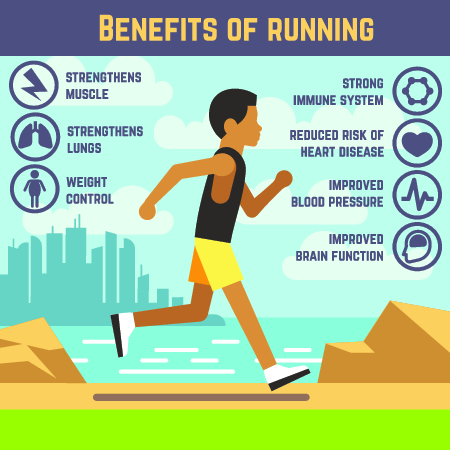 BENEFITS OF RUNNING
STRENGTHENS
MUSCLE
STRENGTHENS
LUNGS
WEIGHT
CONTROL
STRONG
IMMUNE SYSTEM
REDUCED RISK OF
HEART DISEASE
IMPROVED
BLOOD PRESSURE
IMPROVED
BRAIN FUNCTION